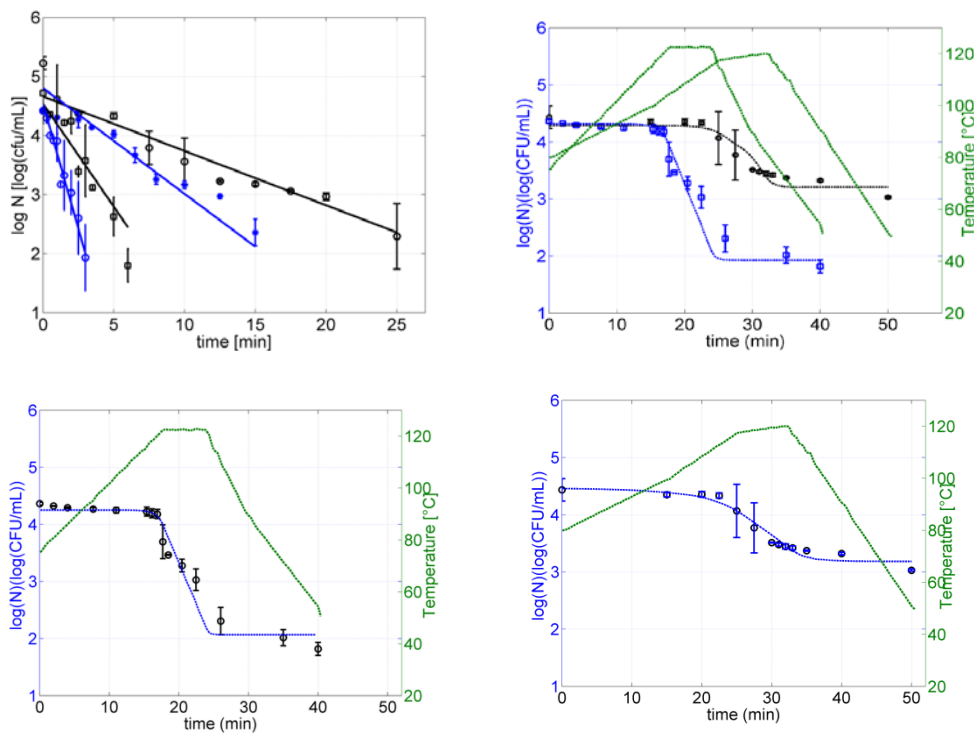 6
5
4
3
2
1
log N [log(cfu/mL)]
0 5 10 15 20 25
time [min]
6
5
4
3
2
1
log(N)(log(CFU/mL))
0 10 20 30 40 50
time (min)
120
100
80
60
40
20
Temperature [°C]
6
5
4
3
2
1
log(N)(log(CFU/mL))
0 10 20 30 40 50
time (min)
120
100
80
60
40
20
Temperature [°C]
6
5
4
3
2
1
log(N)(log(CFU/mL))
0 10 20 30 40 50
time (min)
120
100
80
60
40
20
Temperature [°C]